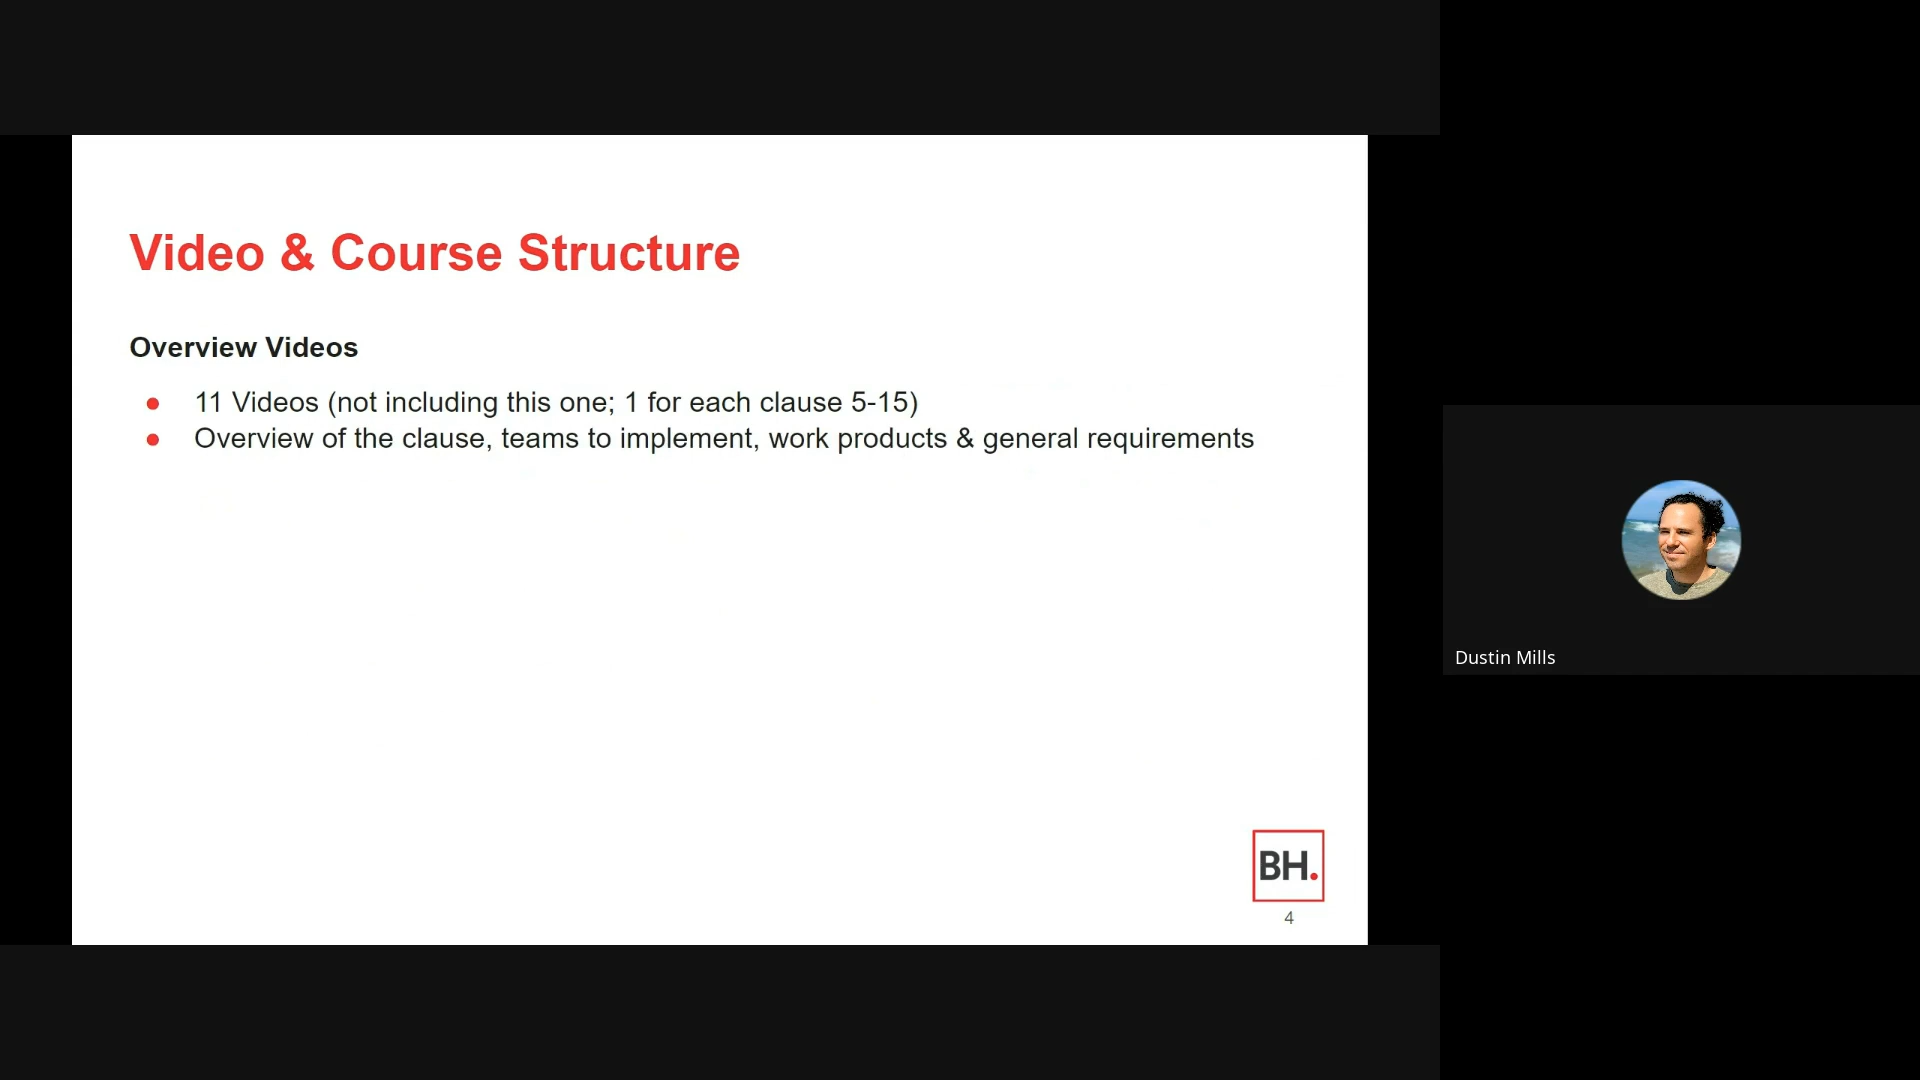 Video & Course Structure
Overview Videos
● 11 Videos (not including this one; 1 for each clause 5-15)
● Overview of the clause, teams to implement, work products & general requirements
BH.
4
Dustin Mills